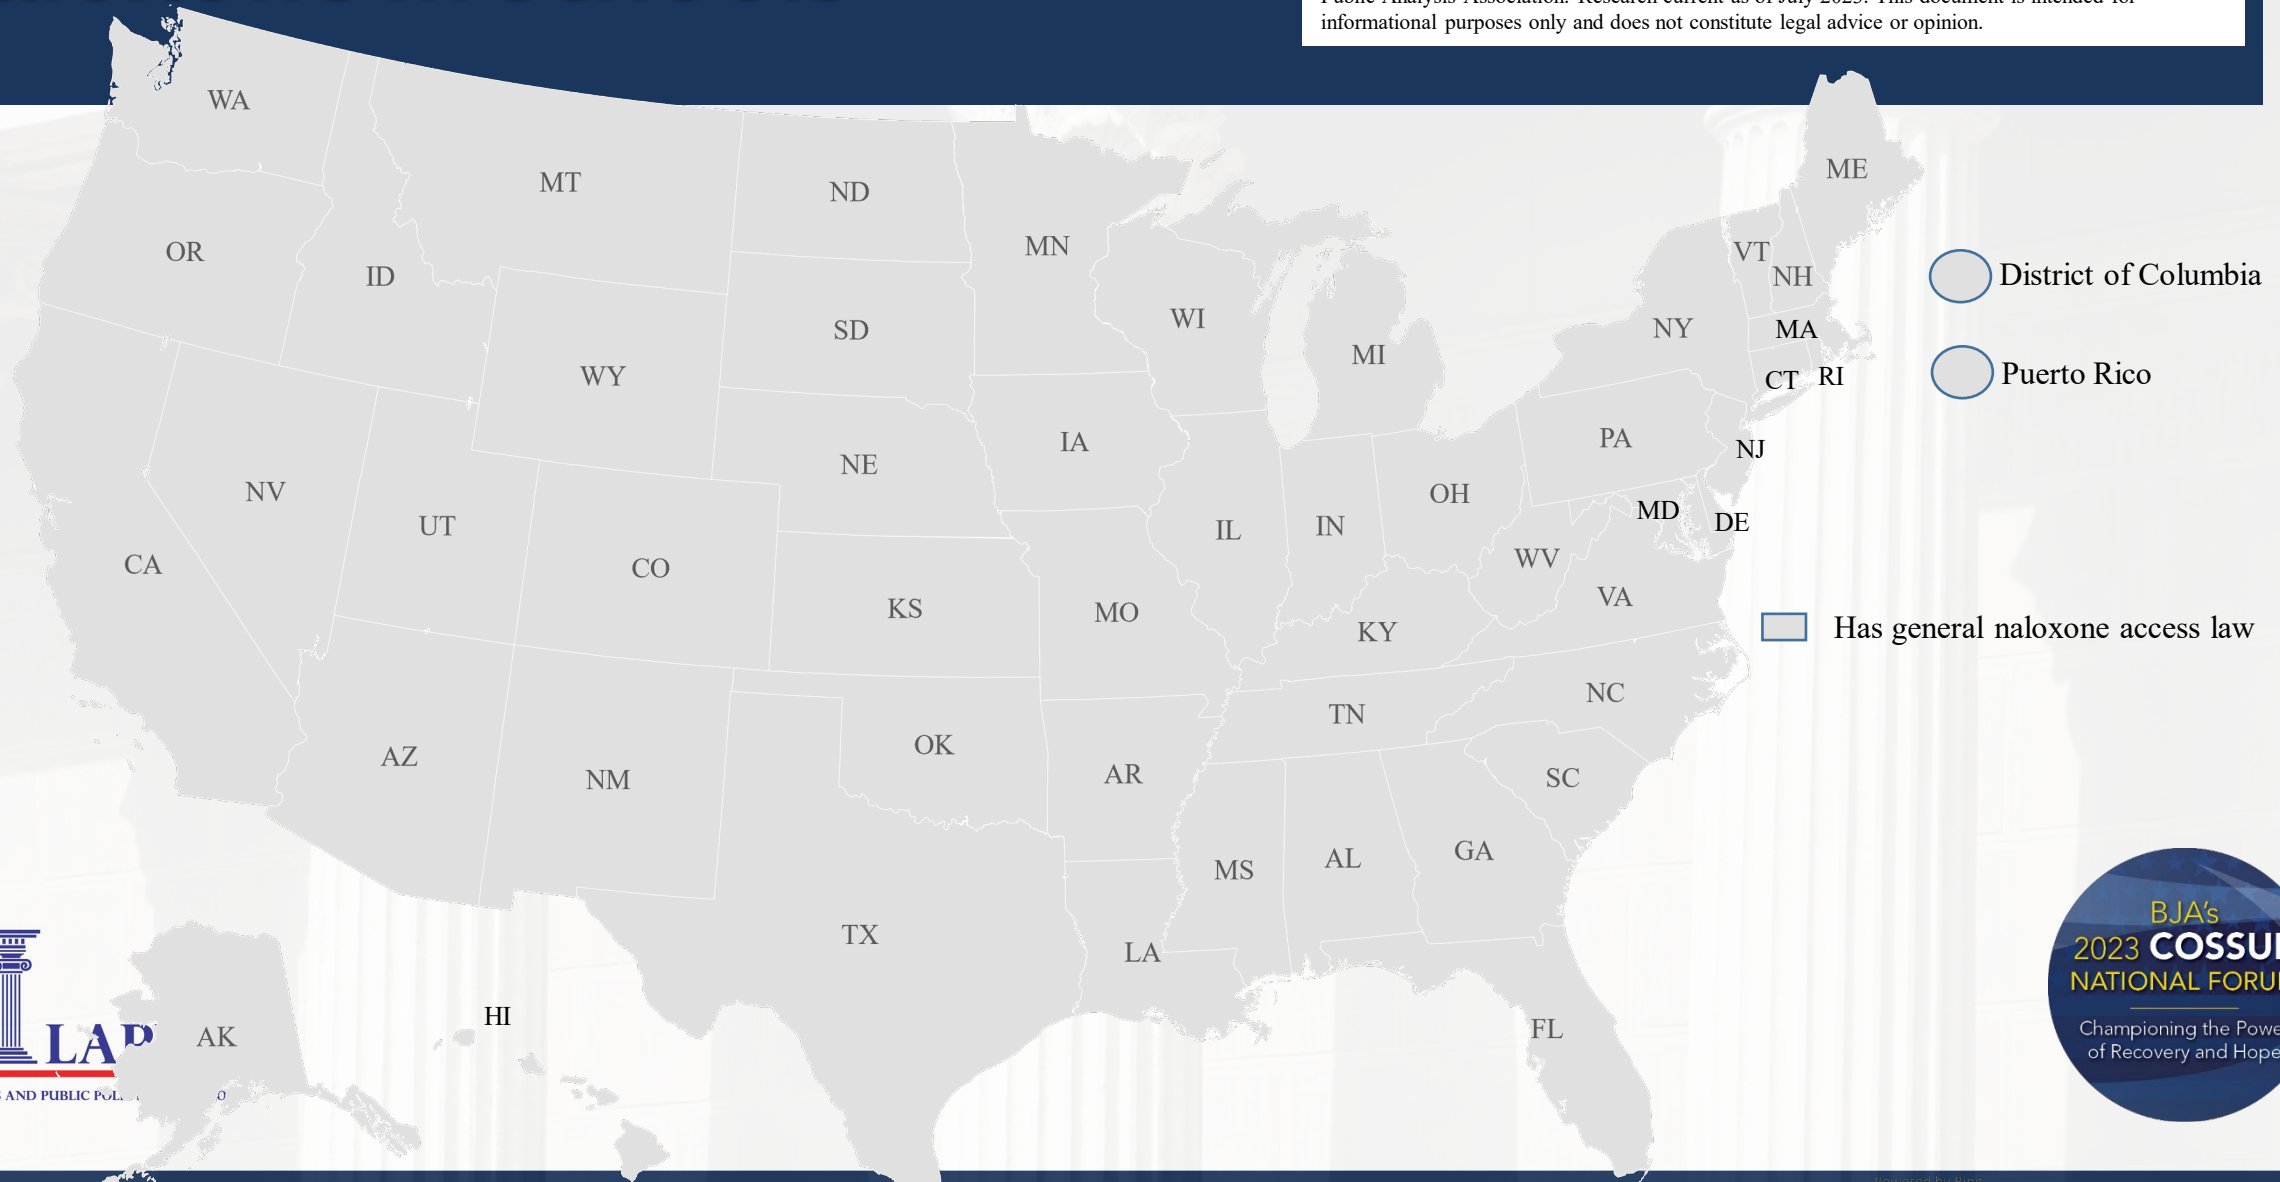 informational purposes only and does not constitute legal advice or opinion.
WA
MT
ND
ME
OR
ID
MN
VT
NH
District of Columbia
SD
WI
MI
NY
MA
WY
CT
RI
Puerto Rico
IA
PA
NJ
NE
NV
UT
OH
MD
DE
IL
IN
CA
CO
WV
VA
KS
MO
KY
Has general naloxone access law
NC
TN
AZ
NM
OK
AR
SC
MS
AL
GA
TX
LA
BJA's
2023 COSSU
NATIONAL FORU
Championing the Powe
of Recovery and Hope
AK
HI
FL
LAP
AND PUBLIC POL